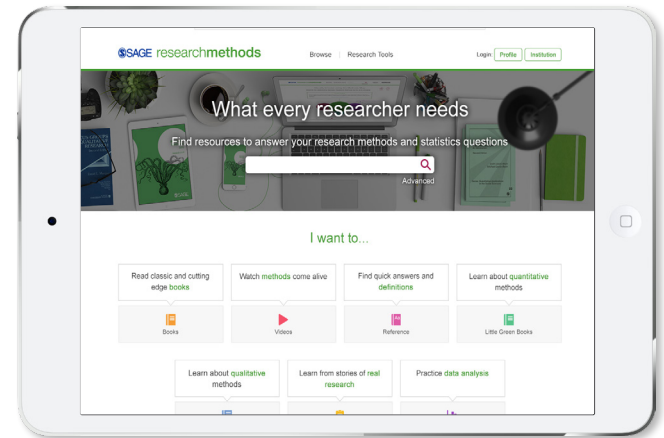 SAGE researchmethods
Browse | Research Tools
Login: Profile Institution
What every researcher needs
Find resources to answer your research methods and statistics questions
Advanced
I want to...
Read classic and cutting
edge books
Watch methods come alive
Find quick answers and
definitions
Learn about quantitative
methods
Books
Videos
Reference
Little Green Books
Learn about qualitative
methods
Learn from stories of real
research
Practice data analysis